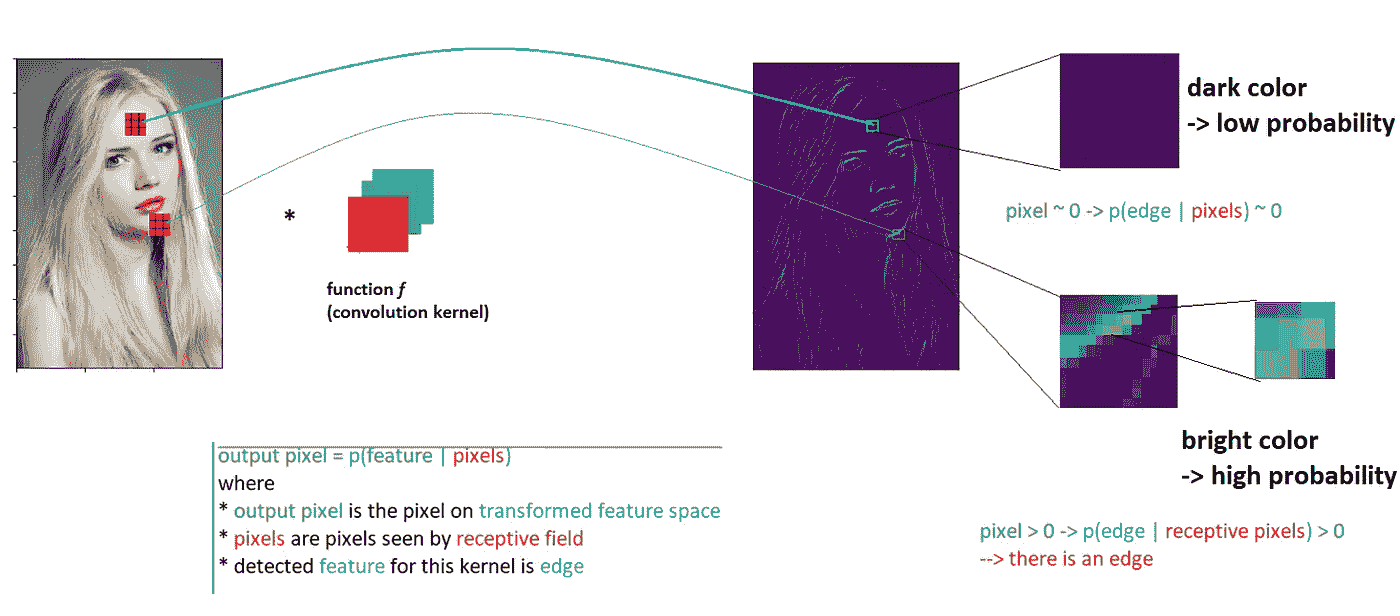 dark color
-> low probability
pixel ~ 0 -> p(edge | pixels) ~ 0
*
function f
(convolution kernel)
bright color
-> high probability
pixel > 0 -> p(edge | receptive pixels) > 0
--> there is an edge
output pixel = p(feature | pixels)
where
* output pixel is the pixel on transformed feature space
* pixels are pixels seen by receptive field
* detected feature for this kernel is edge